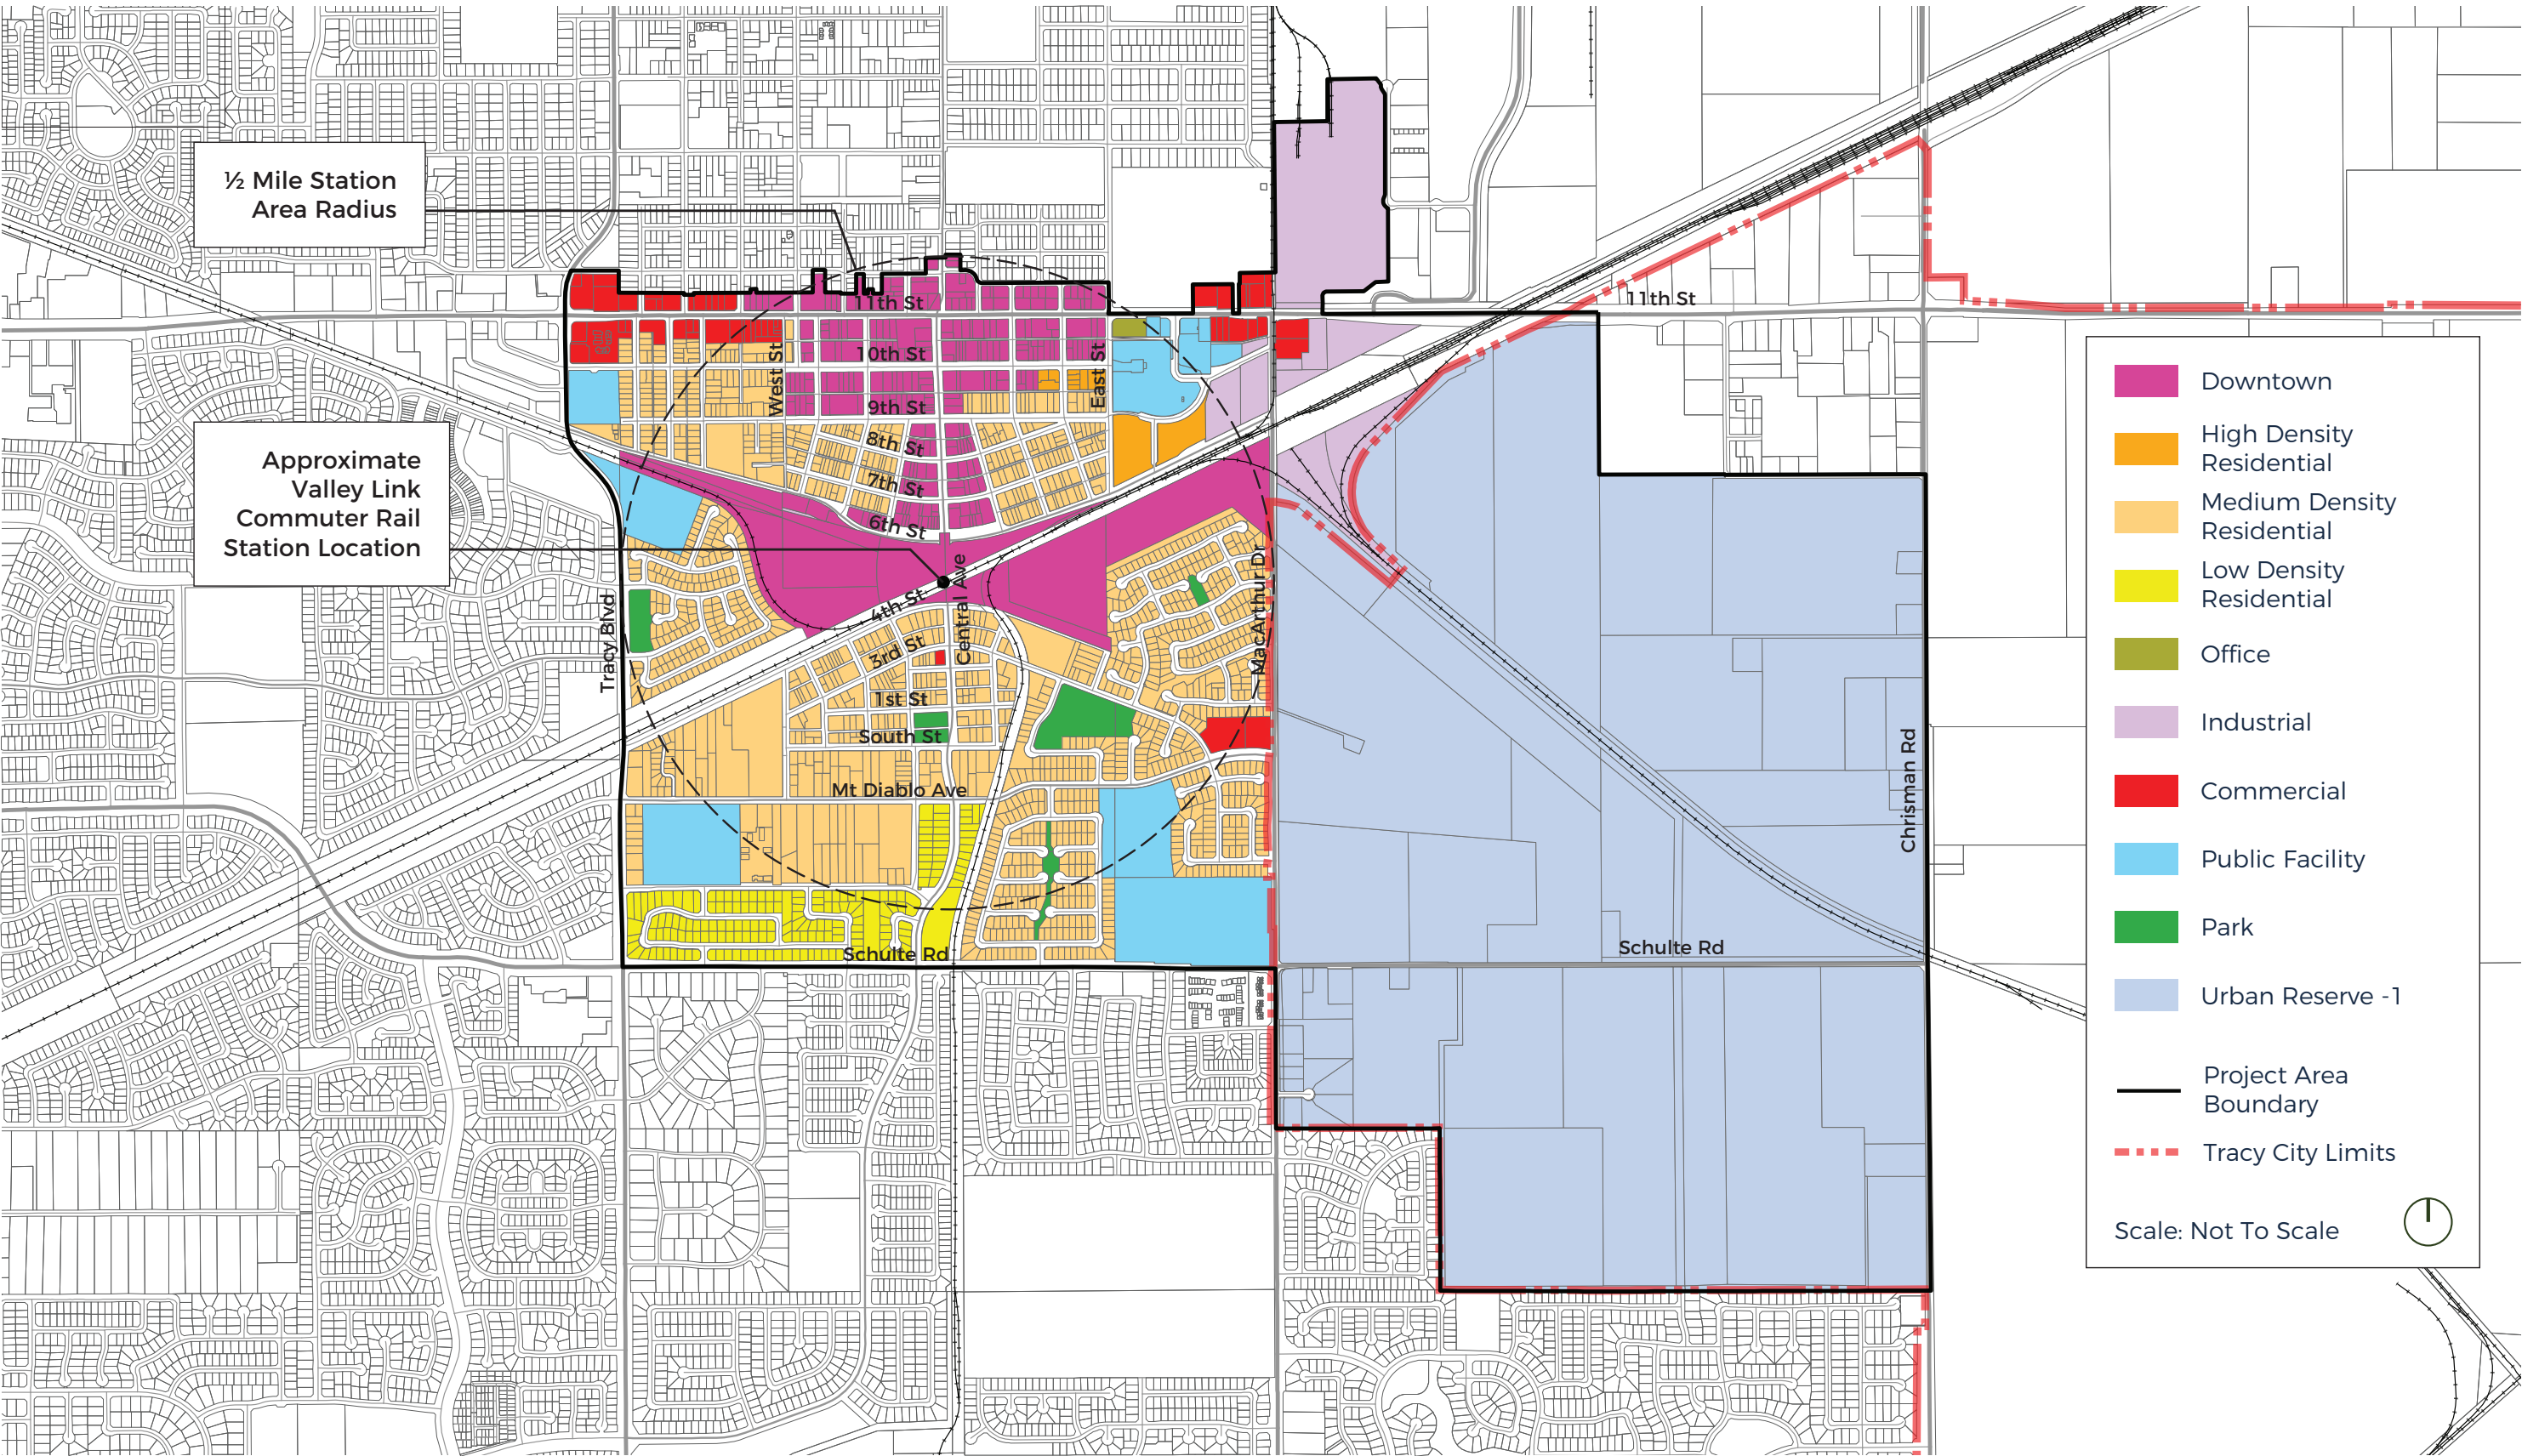 ½ Mile Station
Area Radius
Approximate
Valley Link
Commuter Rail
Station Location
11th St
11th St
10th St
West St
East St
9th St
8th St
7th St
6th St
4th St
Central Ave
3rd St
Tracy Blvd
MacArthur Dr
1st St
South St
Mt Diablo Ave
Chrisman Rd
Schulte Rd
Schulte Rd
Downtown
High Density
Residential
Medium Density
Residential
Low Density
Residential
Office
Industrial
Commercial
Public Facility
Park
Urban Reserve -1
Project Area
Boundary
Tracy City Limits
Scale: Not To Scale